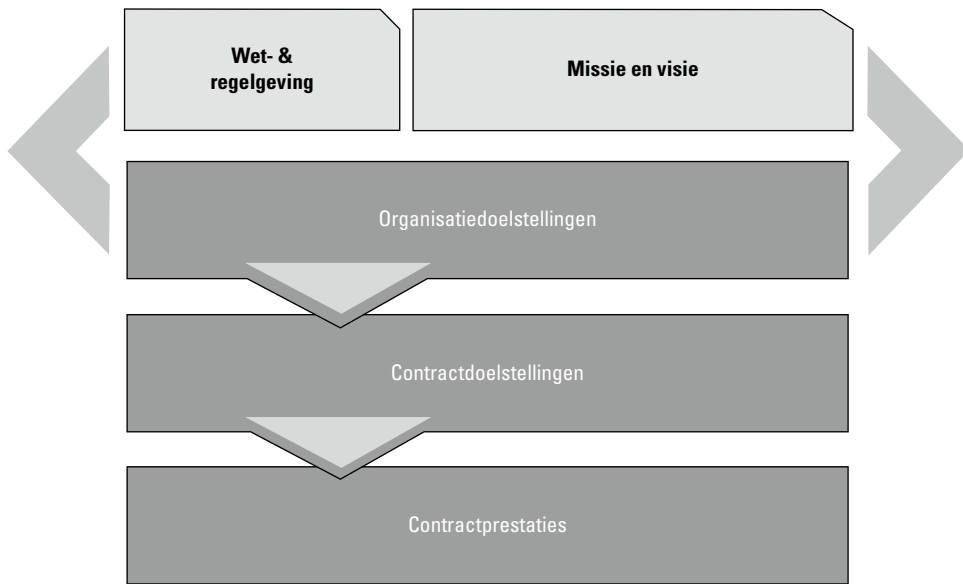 Wet- &
regelgeving
Missie en visie
Organisatiedoelstellingen
Contractdoelstellingen
Contractprestaties